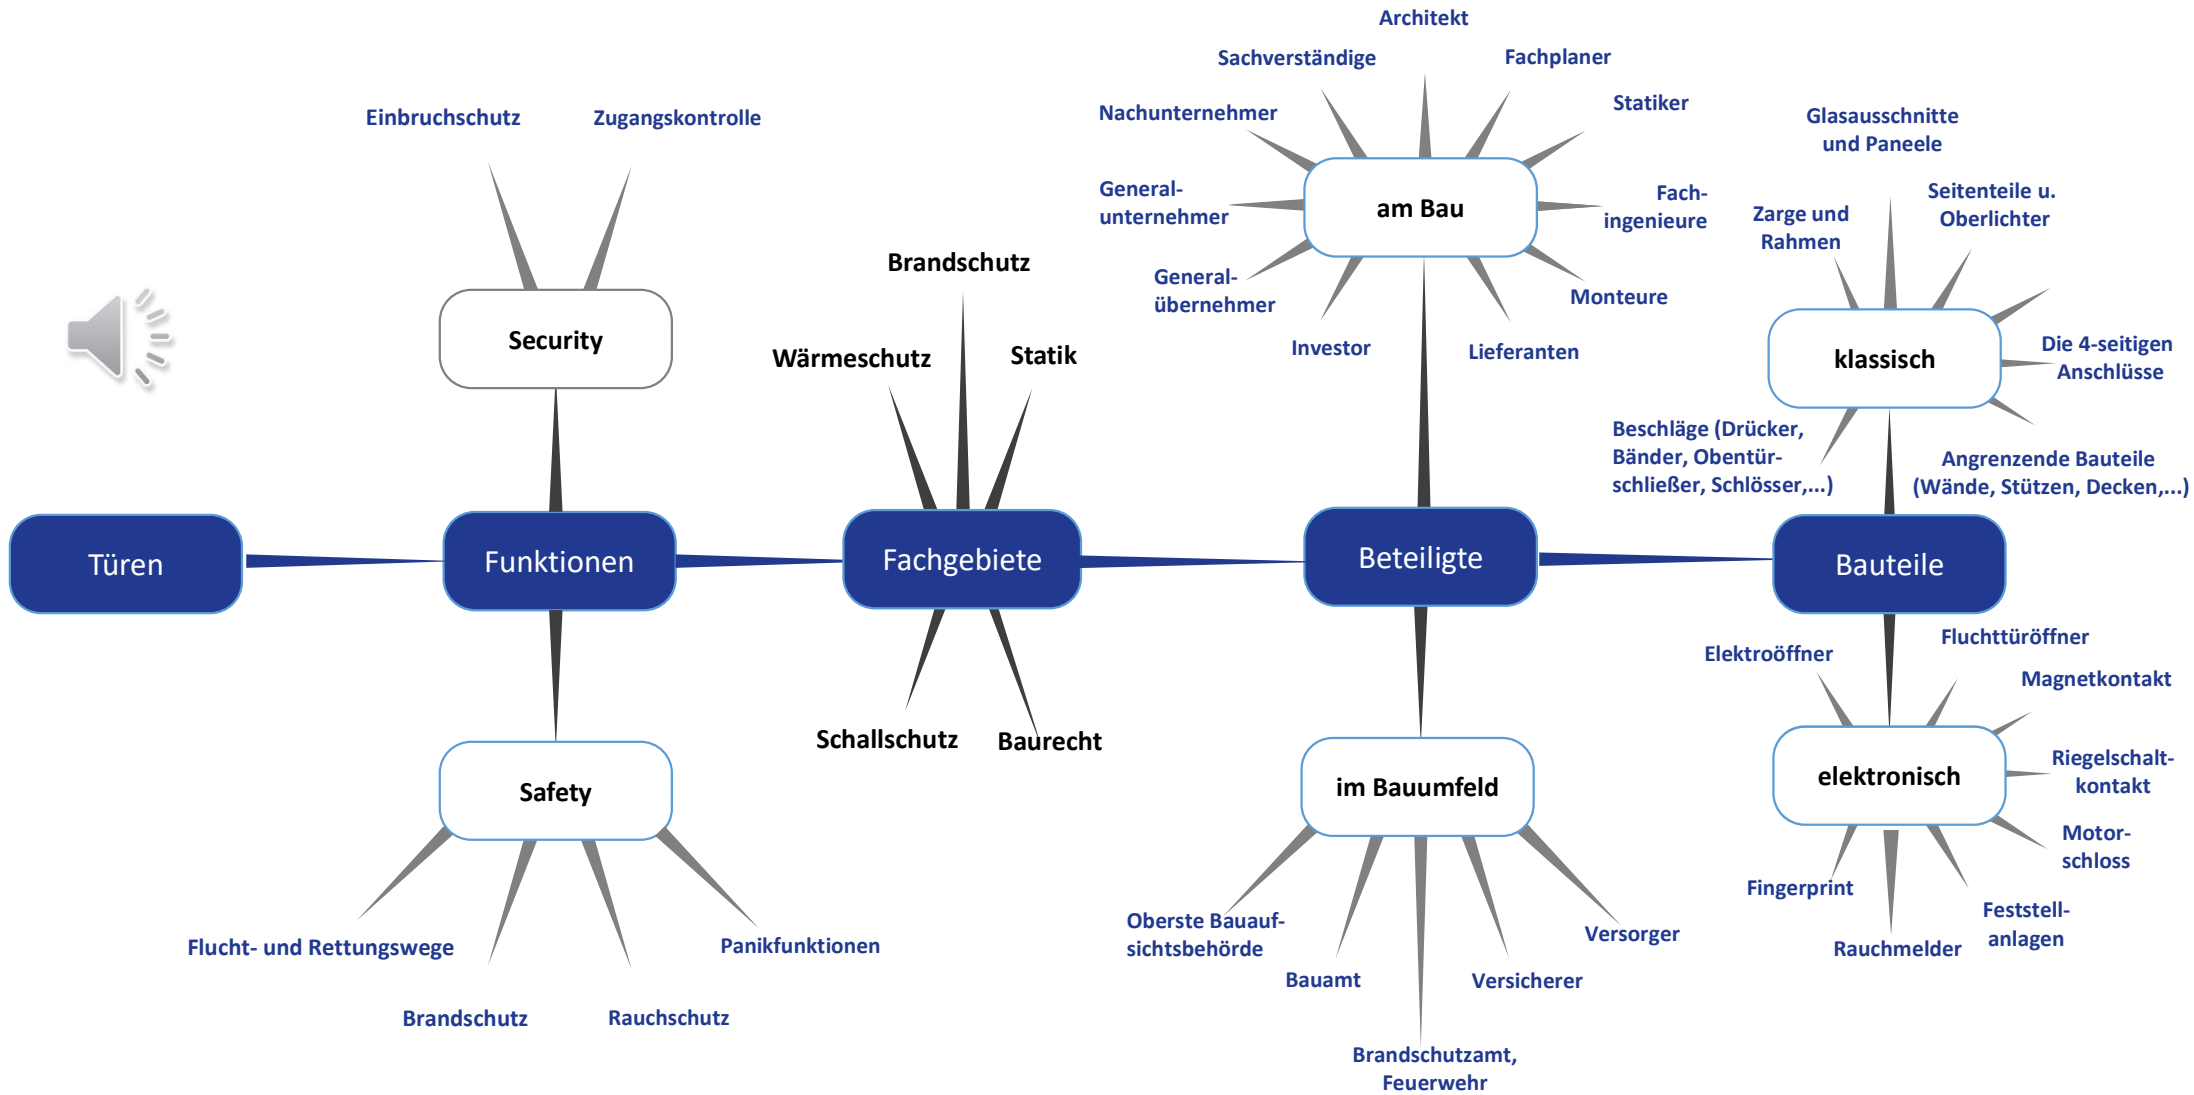 Architekt
Sachverständige
Fachplaner
Nachunternehmer
Statiker
General-
unternehmer
am Bau
Fach-
ingenieure
General-
übernehmer
Monteure
Investor
Lieferanten
Einbruchschutz
Zugangskontrolle
Security
Brandschutz
Wärmeschutz
Statik
Glasausschnitte
und Paneele
Zarge und
Rahmen
Seitenteile u.
Oberlichter
klassisch
Die 4-seitigen
Anschlüsse
Beschläge (Drücker,
Bänder, Obentür-
schließer, Schlösser,...)
Angrenzende Bauteile
(Wände, Stützen, Decken,...)
Türen
Funktionen
Fachgebiete
Beteiligte
Bauteile
Schallschutz
Baurecht
Safety
Flucht- und Rettungswege
Brandschutz
Rauchschutz
Panikfunktionen
im Bauumfeld
Oberste Bauauf-
sichtsbehörde
Bauamt
Brandschutzamt,
Feuerwehr
Versicherer
Versorger
Elektroöffner
Fluchttüröffner
Magnetkontakt
elektronisch
Riegelschalt-
kontakt
Motor-
schloss
Fingerprint
Rauchmelder
Feststell-
anlagen